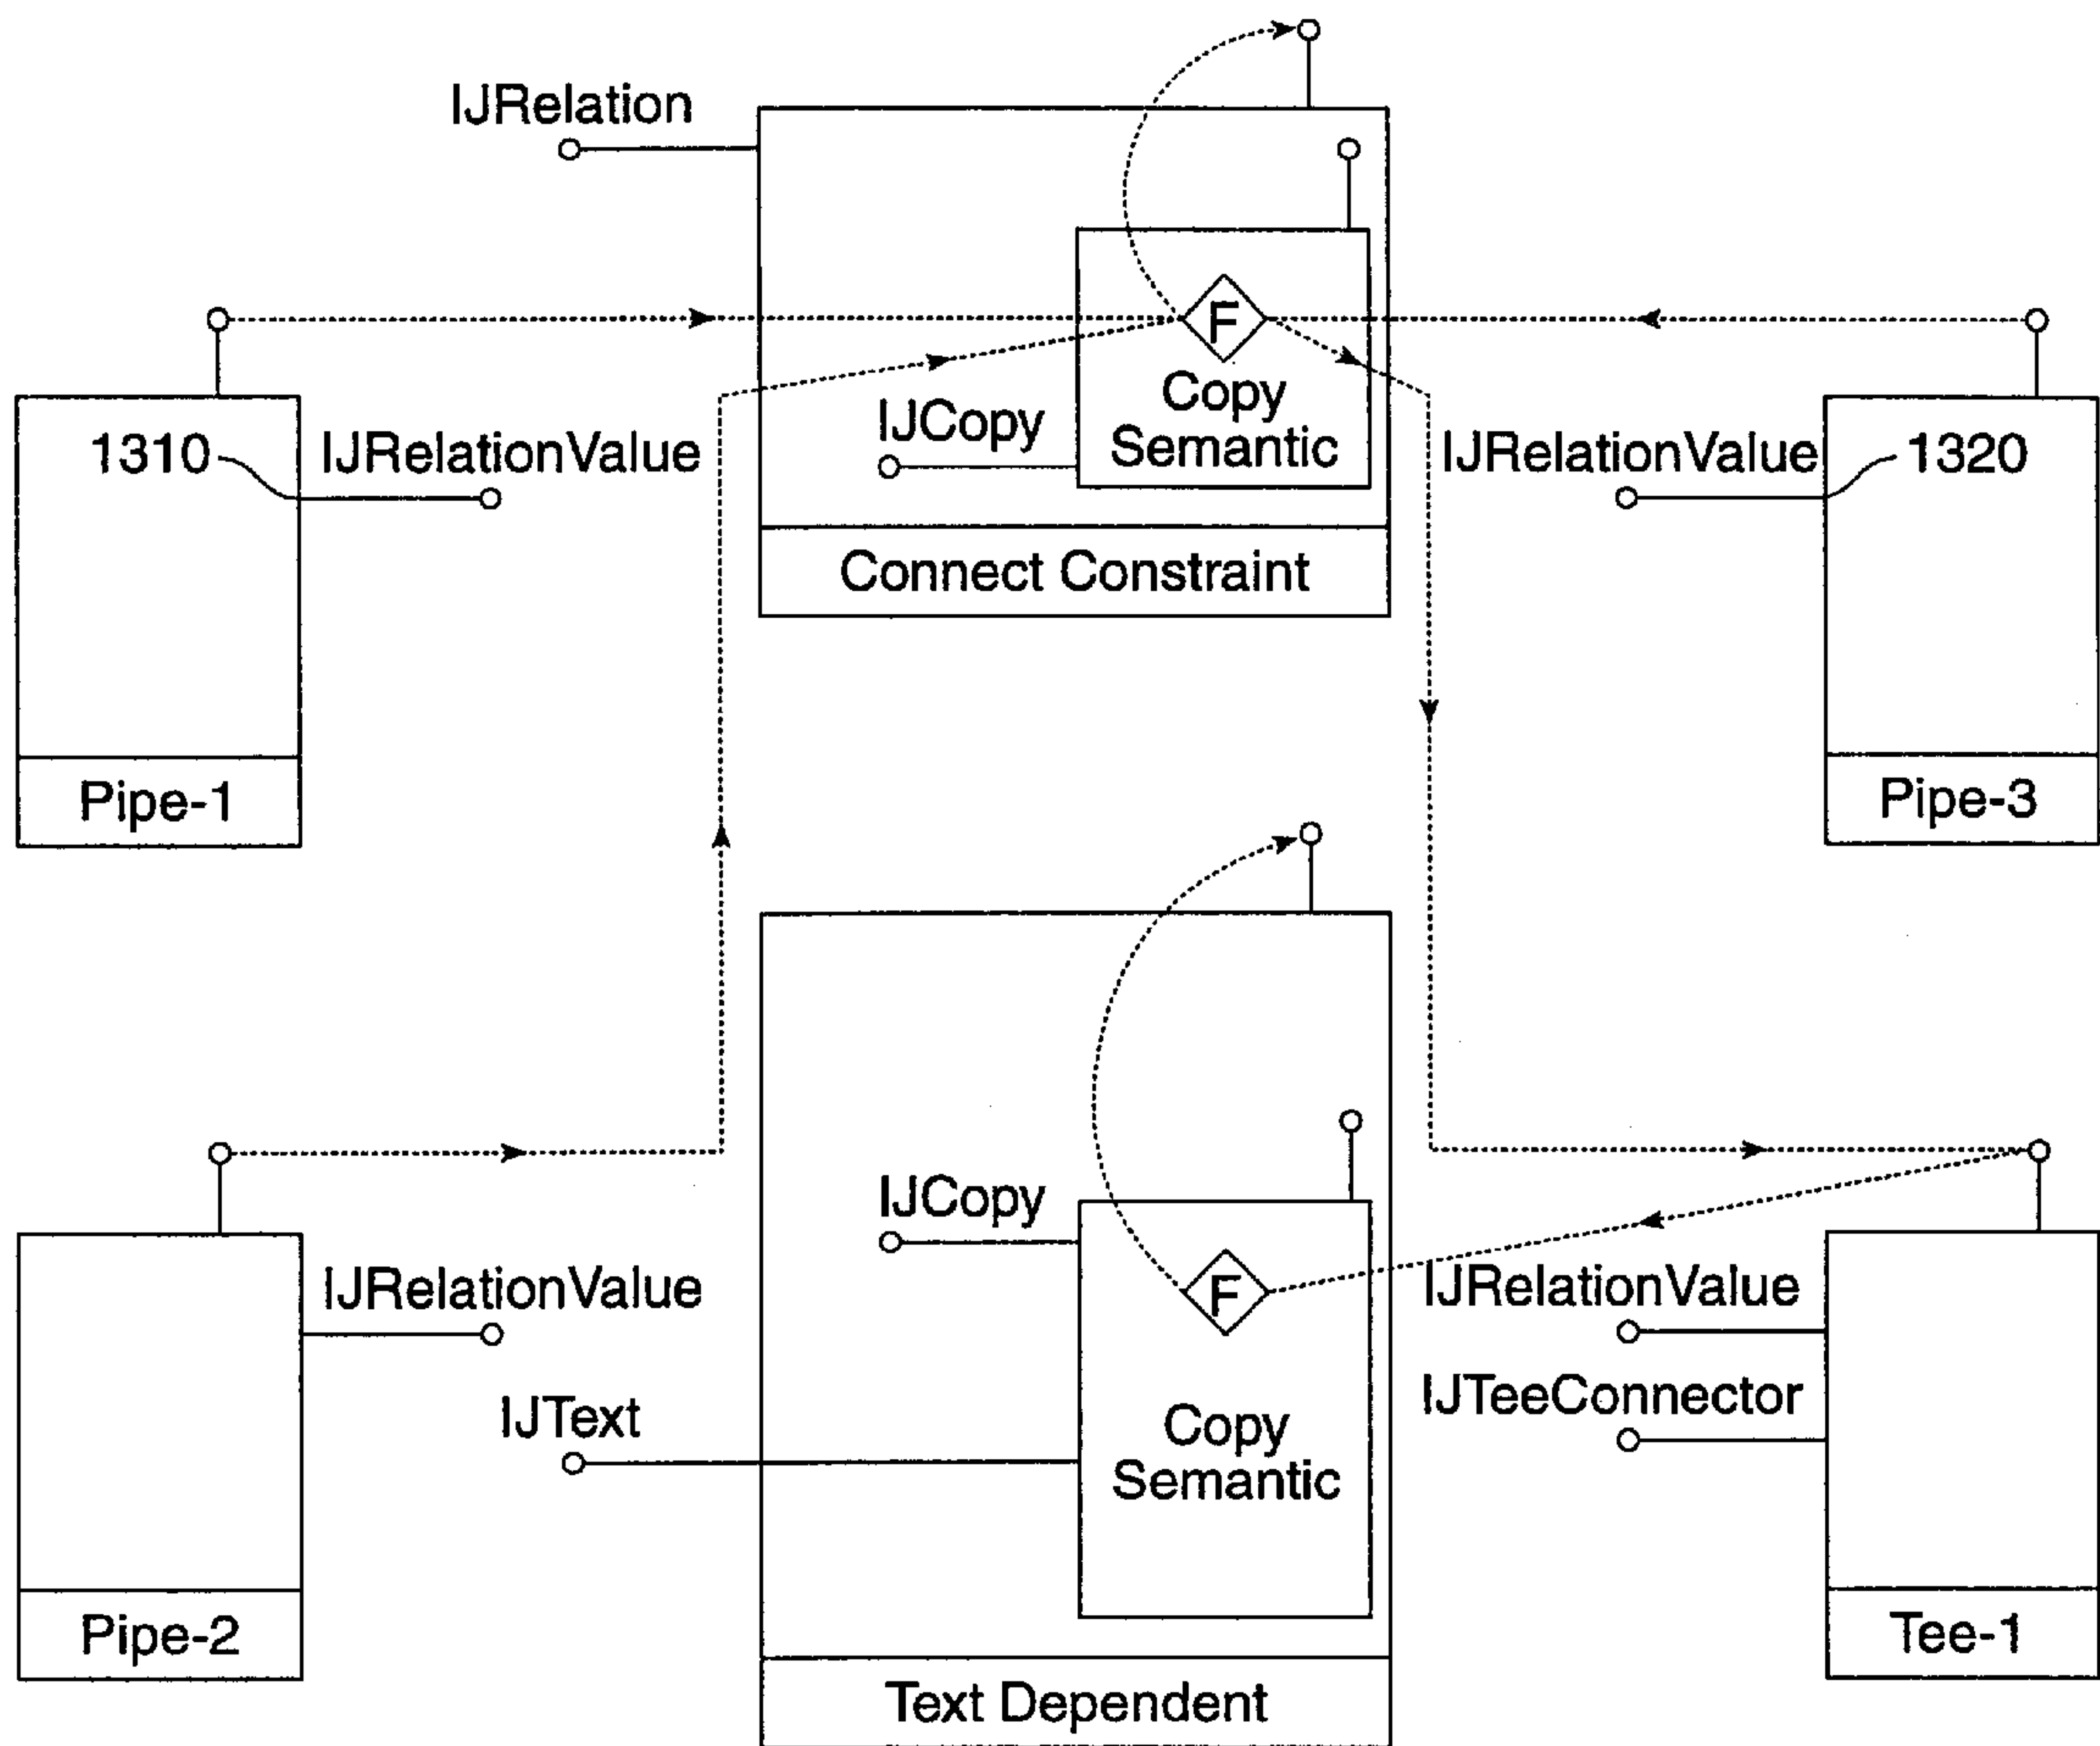 IJRelation
F
Copy
Semantic
IJCopy
Connect Constraint
1310
IJRelationValue
Pipe-1
IJRelationValue
1320
Pipe-3
IJRelationValue
Pipe-2
IJCopy
F
Copy
Semantic
IJText
Text Dependent
IJRelationValue
IJTeeConnector
Tee-1